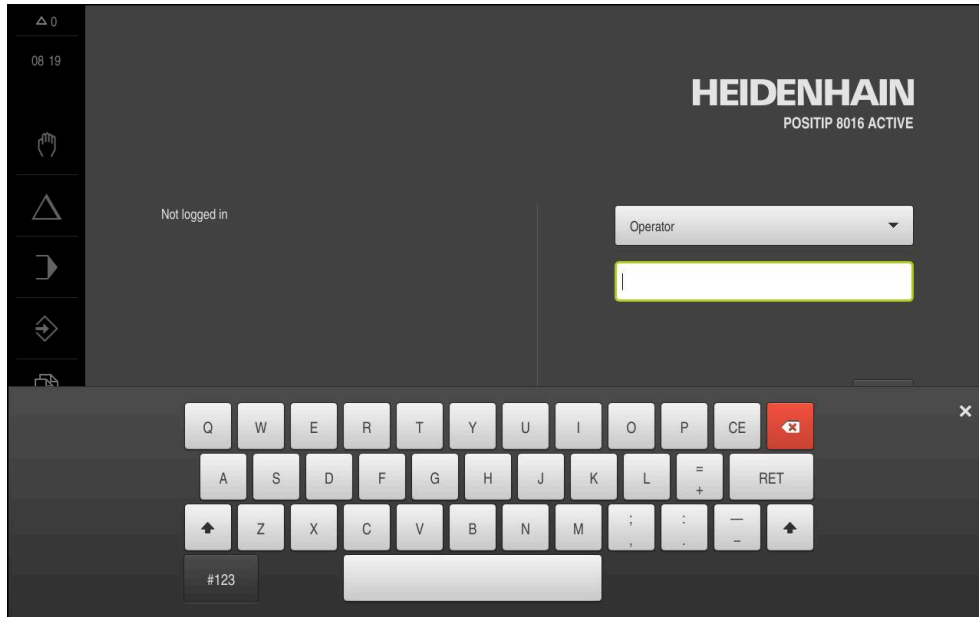 △ 0
08 19
HEIDENHAIN
POSITIP 8016 ACTIVE
Not logged in
Operator
Q W E R T Y U I O P CE
A S D F G H J K L = + RET
Z X C V B N M ; , : . — –
#123